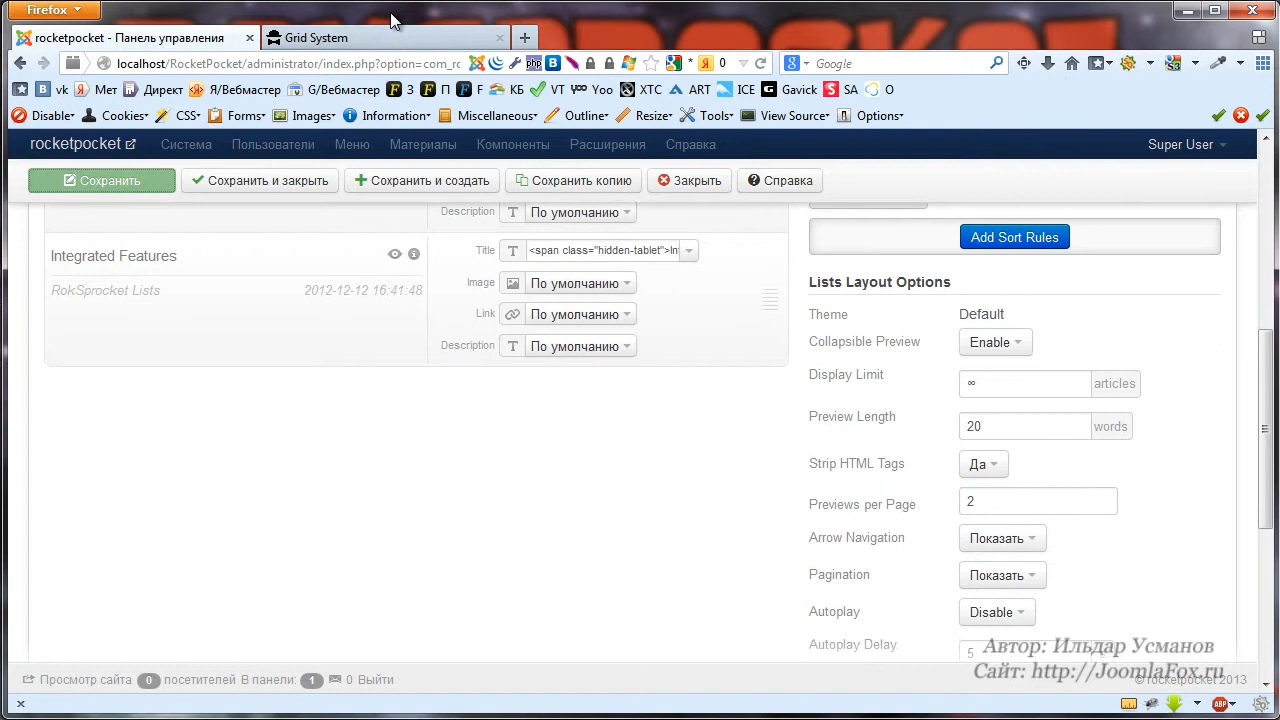 Firefox
rocketpocket - Панель управления
Grid System
localhost/RocketPocket/administrator/index.php?option=com_rc
php
B
Я
0
Google
vk
Мет
Директ
Я/Вебмастер
G/Вебмастер
З
П
F
КБ
VT
Yoo
XTC
ART
ICE
Gavick
SA
О
Disable
Cookies
CSS
Forms
Images
Information
Miscellaneous
Outline
Resize
Tools
View Source
Options
rocketpocket
Система
Пользователи
Меню
Материалы
Компоненты
Расширения
Справка
Super User
Сохранить
Сохранить и закрыть
Сохранить и создать
Сохранить копию
Закрыть
Справка
Description
По умолчанию
Integrated Features
RokSprocket Lists
2012-12-12 16:41:48
Title
<span class="hidden-tablet">Int
Image
По умолчанию
Link
По умолчанию
Description
По умолчанию
Add Sort Rules
Lists Layout Options
Theme
Default
Collapsible Preview
Enable
Display Limit
∞
articles
Preview Length
20
words
Strip HTML Tags
Да
Previews per Page
2
Arrow Navigation
Показать
Pagination
Показать
Autoplay
Disable
Autoplay Delay
5
Автор: Ильдар Усманов
Сайт: http://JoomlaFox.ru
Просмотр сайта
0
посетителей
В панели:
1
0
Выйти
© rocketpocket 2013
ABP